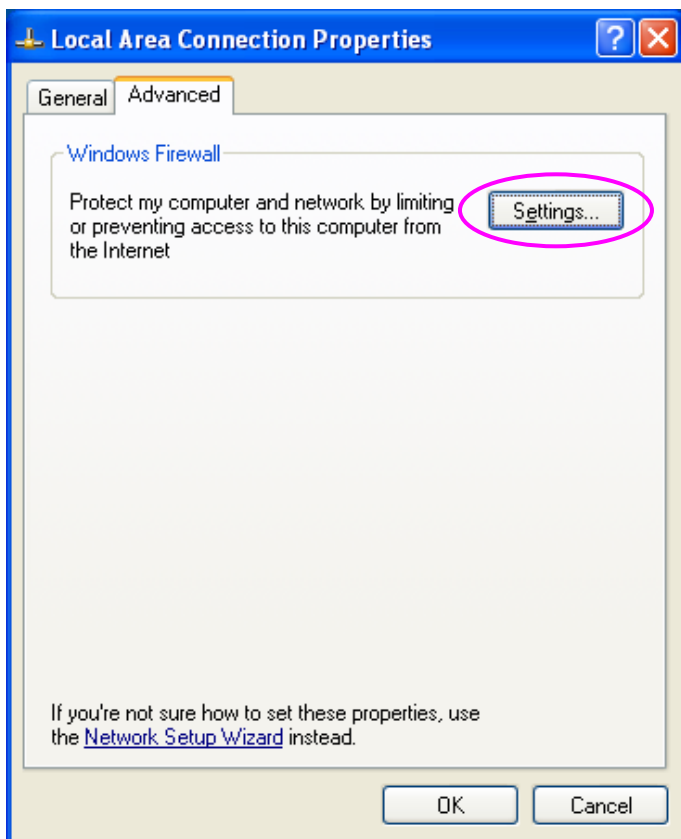 Local Area Connection Properties
General Advanced
Windows Firewall
Protect my computer and network by limiting
or preventing access to this computer from
the Internet
Settings...
If you're not sure how to set these properties, use
the Network Setup Wizard instead.
OK Cancel